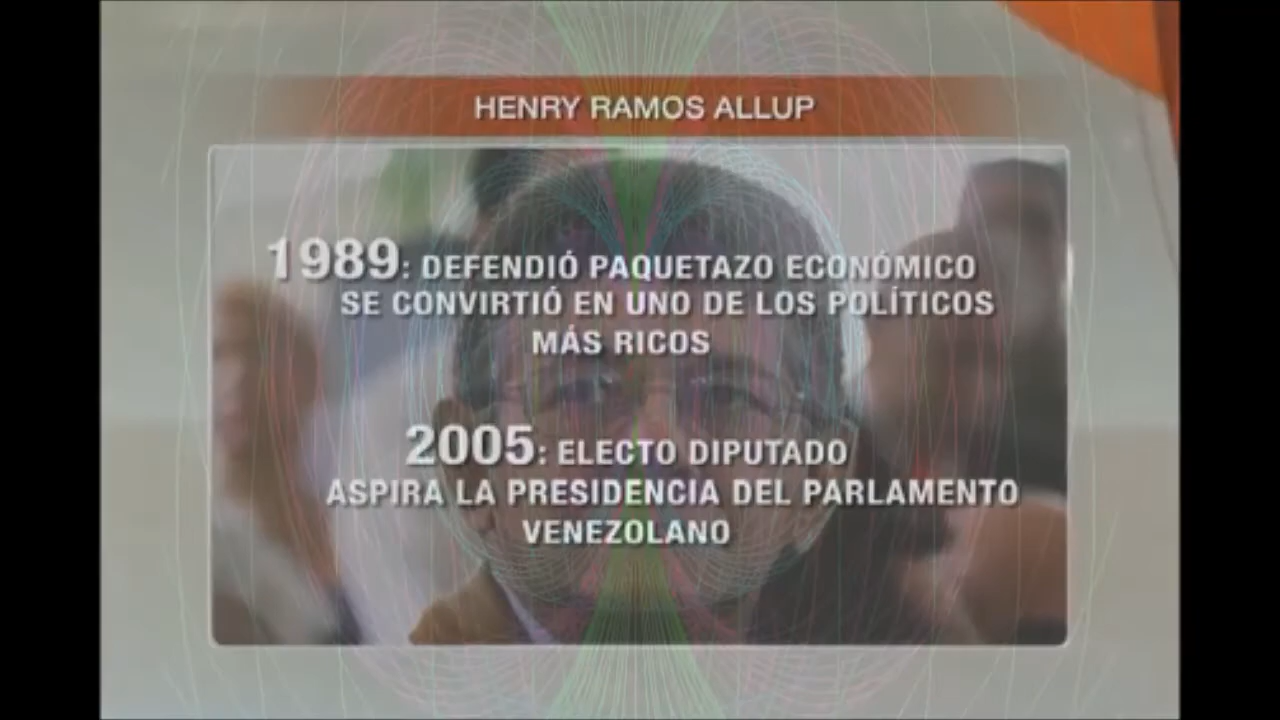 HENRY RAMOS ALLUP
1989: DEFENDIÓ PAQUETAZO ECONÓMICO
SE CONVIRTIÓ EN UNO DE LOS POLÍTICOS
MÁS RICOS
2005: ELECTO DIPUTADO
ASPIRA LA PRESIDENCIA DEL PARLAMENTO
VENEZOLANO